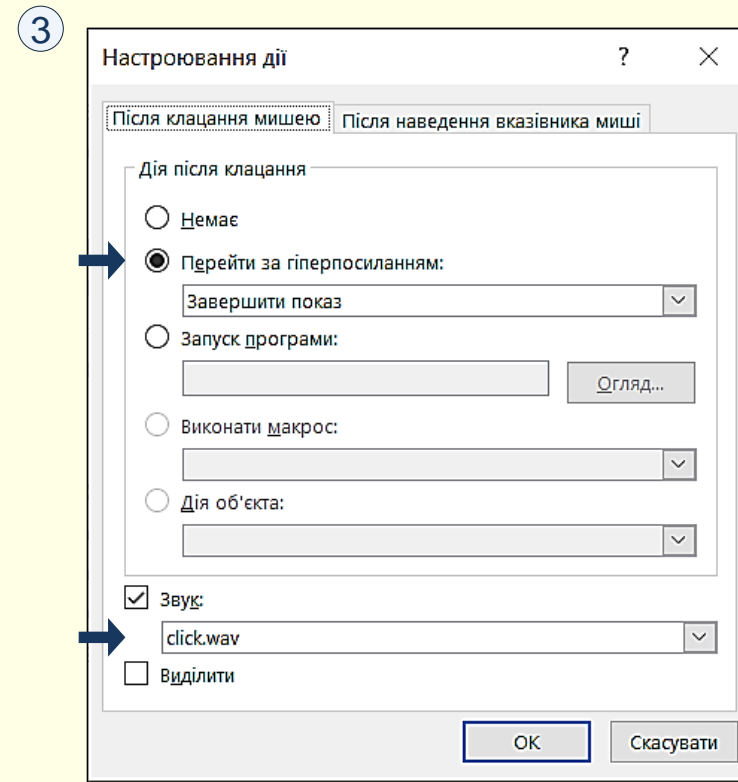 3
Настроювання дії ? ×
Після клацання мишею Після наведення вказівника миші
Дія після клацання
Немає
Перейти за гіперпосиланням:
Завершити показ
Запуск програми:
Огляд...
Виконати макрос:
Дія об'єкта:
Звук:
click.wav
Виділити
ОК Скасувати